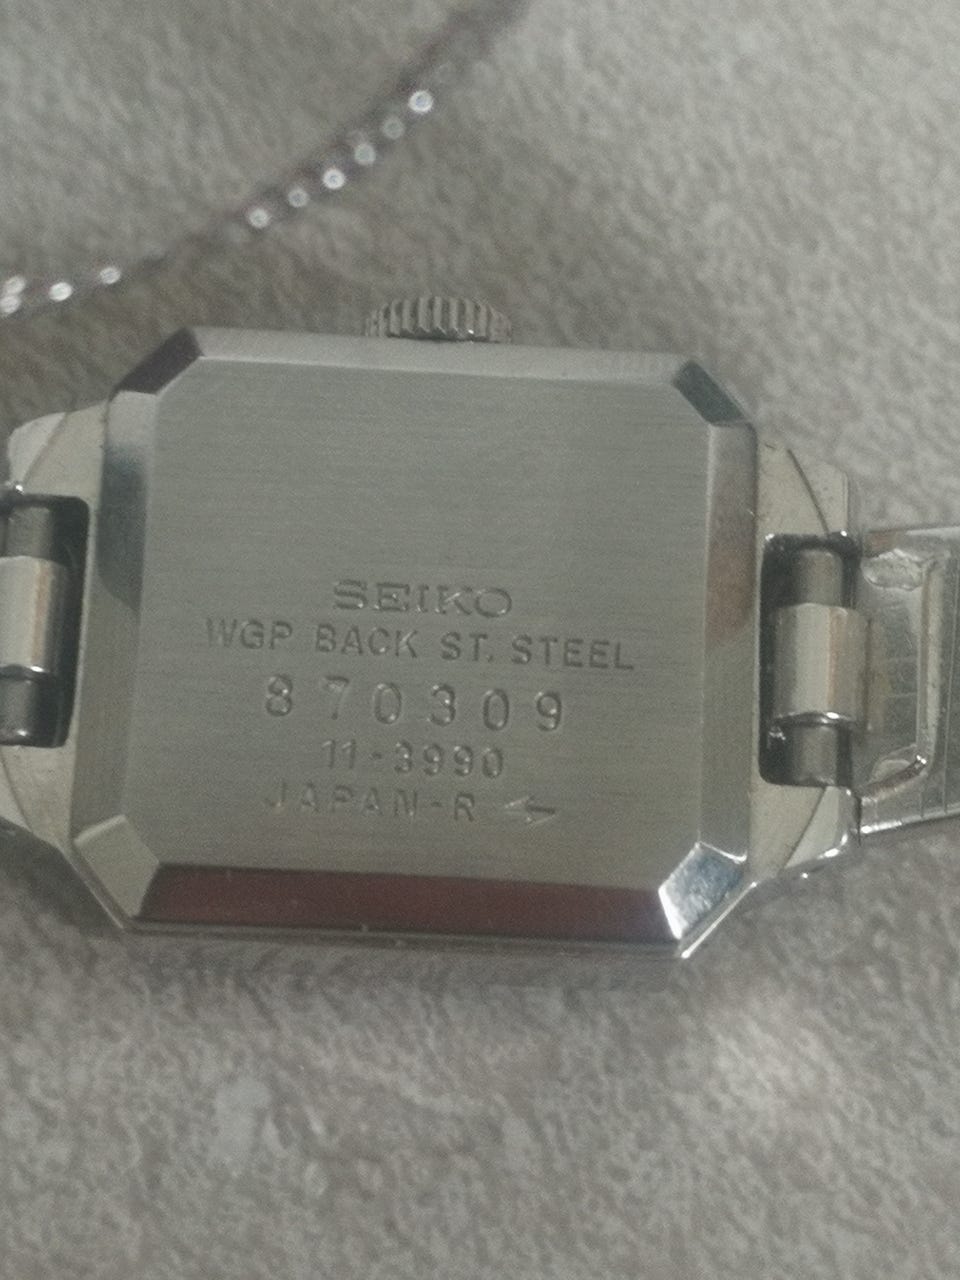 SEIKO
WGP BACK ST. STEEL
870309
11-3990
JAPAN-R